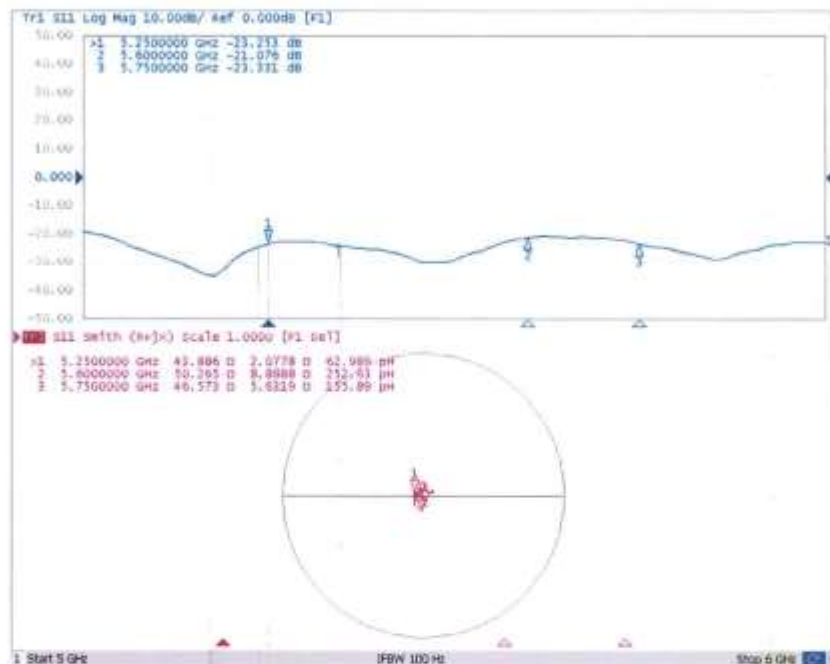 Tr1 S11 Log Mag 10.00dB/ Ref 0.000dB [F1]
50.00
>1 5.2500000 GHz -23.253 dB
2 5.6000000 GHz -21.076 dB
3 5.7500000 GHz -23.331 dB
40.00
30.00
20.00
10.00
0.000
-10.00
-20.00
-30.00
-40.00
-50.00
1
2
3
S11 Smith (R+jX) Scale 1.000U [F1 Del]
>1 5.2500000 GHz 43.886 Ω 2.0778 Ω 62.986 pH
2 5.6000000 GHz 50.265 Ω 8.8888 Ω 252.63 pH
3 5.7500000 GHz 46.573 Ω 5.6319 Ω 155.89 pH
1 Start 5 GHz
IFBW 100 Hz
Stop 6 GHz